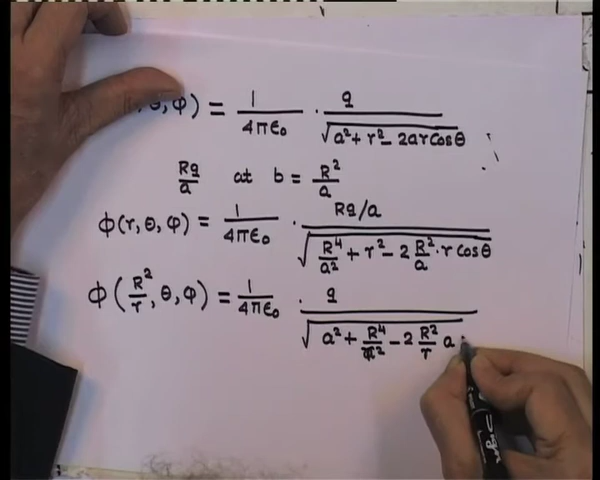 , θ, φ) = 1/4πε₀ · q/√(a² + r² - 2ar Cosθ)
Rq/a at b = R²/a
ϕ(r, θ, φ) = 1/4πε₀ · Rq/a/√(R⁴/a² + r² - 2 R²/a · r Cosθ)
ϕ(R²/r, θ, φ) = 1/4πε₀ · q/√(a² + R⁴/r² - 2 R²/r a